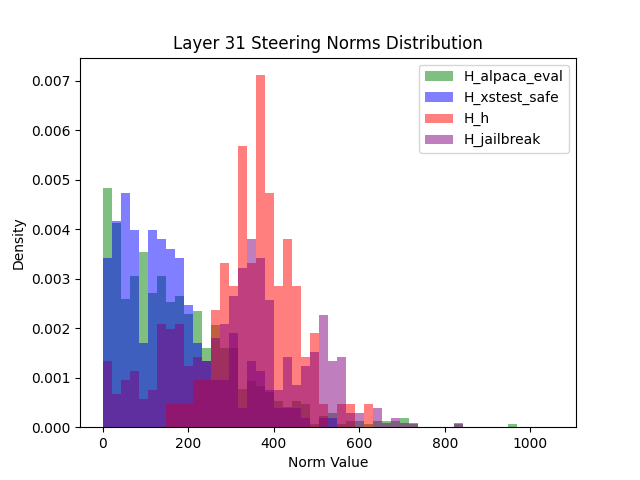 Layer 31 Steering Norms Distribution
H_alpaca_eval
H_xstest_safe
H_h
H_jailbreak
0.007
0.006
0.005
0.004
0.003
0.002
0.001
0.000
Density
0 200 400 600 800 1000
Norm Value